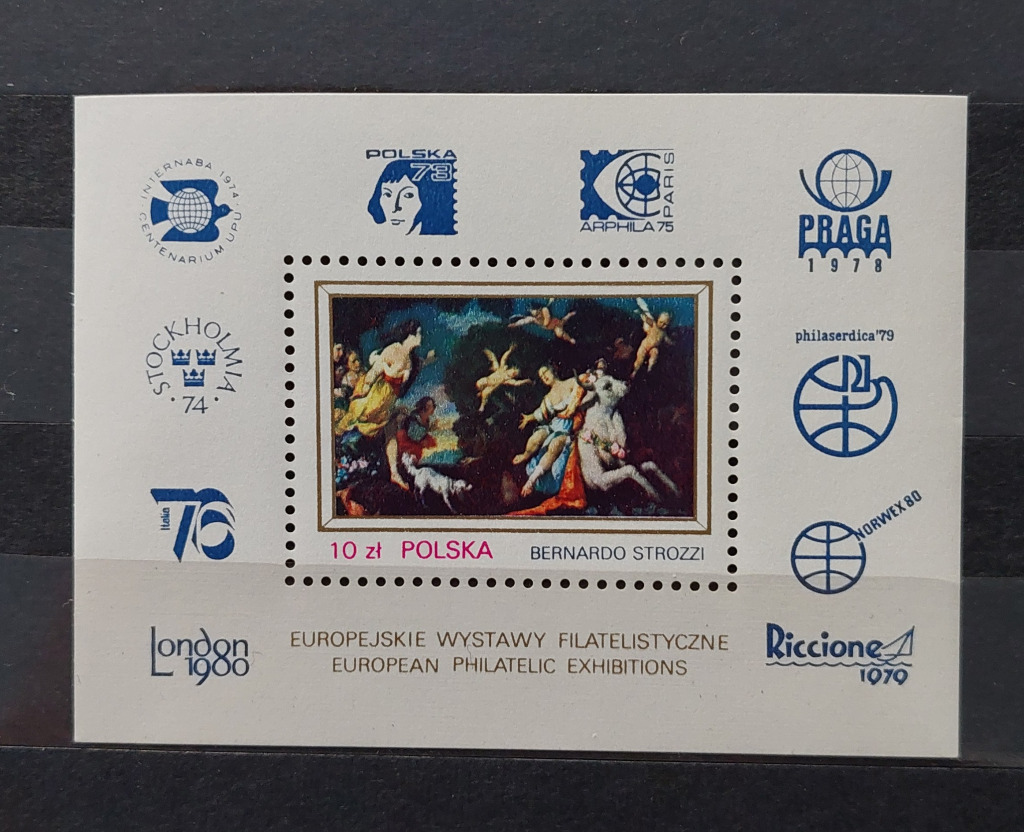 INTERNABA 1974 · CENTENARIUM UPU ·
POLSKA
73
ARPHILA 75
PARIS
PRAGA
1978
STOCKHOLMIA
· 74 ·
philaserdica'79
Italia
76
NORWEX 80
10 zł POLSKA BERNARDO STROZZI
London
1980
EUROPEJSKIE WYSTAWY FILATELISTYCZNE
EUROPEAN PHILATELIC EXHIBITIONS
Riccione
1979